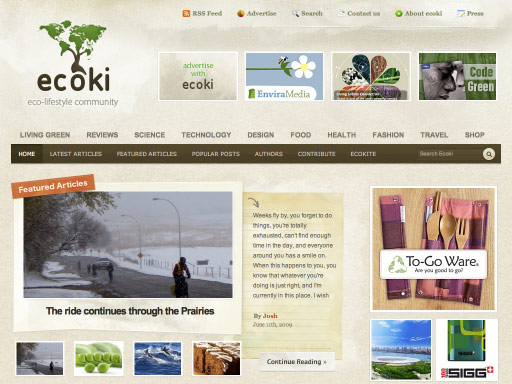 RSS Feed
Advertise
Search
Contact us
About ecoki
Press
ecoki
eco-lifestyle community
advertise
with.
ecoki
EnviraMedia
Code
Green
LIVING GREEN
REVIEWS
SCIENCE
TECHNOLOGY
DESIGN
FOOD
HEALTH
FASHION
TRAVEL
SHOP
HOME
LATEST ARTICLES
FEATURED ARTICLES
POPULAR POSTS
AUTHORS
CONTRIBUTE
ECOKITE
Search Ecoki
Featured Articles
The ride continues through the Prairies
Weeks fly by, you forget to do
things, you're totally
exhausted, can't find enough
time in the day, and everyone
around you has a smile on.
When this happens to you, you
know that whatever you're
doing is just right, and I'm
currently in this place. I wish
By Josh
June 11th, 2009
Continue Reading »
To-Go Ware®
Are you good to go?
SIGG